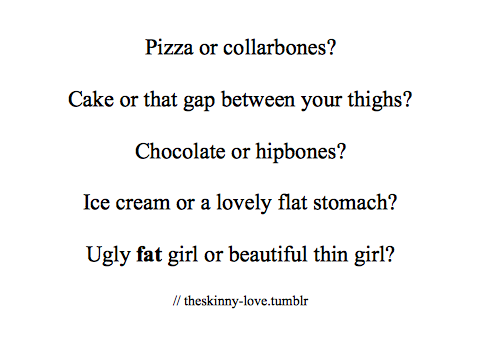 Pizza or collarbones?
Cake or that gap between your thighs?
Chocolate or hipbones?
Ice cream or a lovely flat stomach?
Ugly fat girl or beautiful thin girl?
// theskinny-love.tumblr